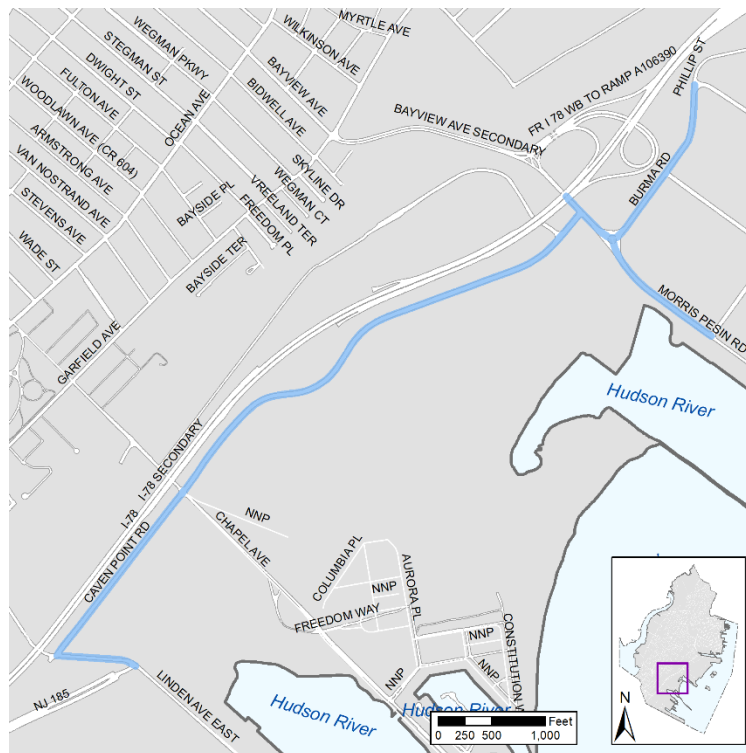 MYRTLE AVE
WILKINSON AVE
WEGMAN PKWY
STEGMAN ST
DWIGHT ST
FULTON AVE
WOODLAWN AVE (CR 604)
ARMSTRONG AVE
VAN NOSTRAND AVE
STEVENS AVE
WADE ST
OCEAN AVE
BAYVIEW AVE
BIDWELL AVE
BAYVIEW AVE SECONDARY
FR I 78 WB TO RAMP A106390
PHILLIP ST
SKYLINE DR
WEGMAN CT
VREELAND TER
FREEDOM PL
BAYSIDE PL
BAYSIDE TER
BURMA RD
MORRIS PESIN RD
GARFIELD AVE
Hudson River
I-78
I-78 SECONDARY
CAVEN POINT RD
NNP
CHAPEL AVE
COLUMBIA PL
AURORA PL
NNP
FREEDOM WAY
NNP
CONSTITUTION W
NNP
NNP
LINDEN AVE EAST
NJ 185
Hudson River
Hudson River
Feet
0 250 500 1,000
N